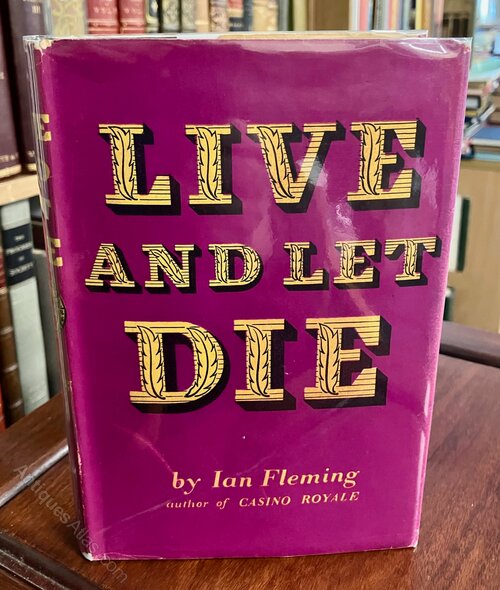 LIVE
AND LET
DIE
by Ian Fleming
author of CASINO ROYALE